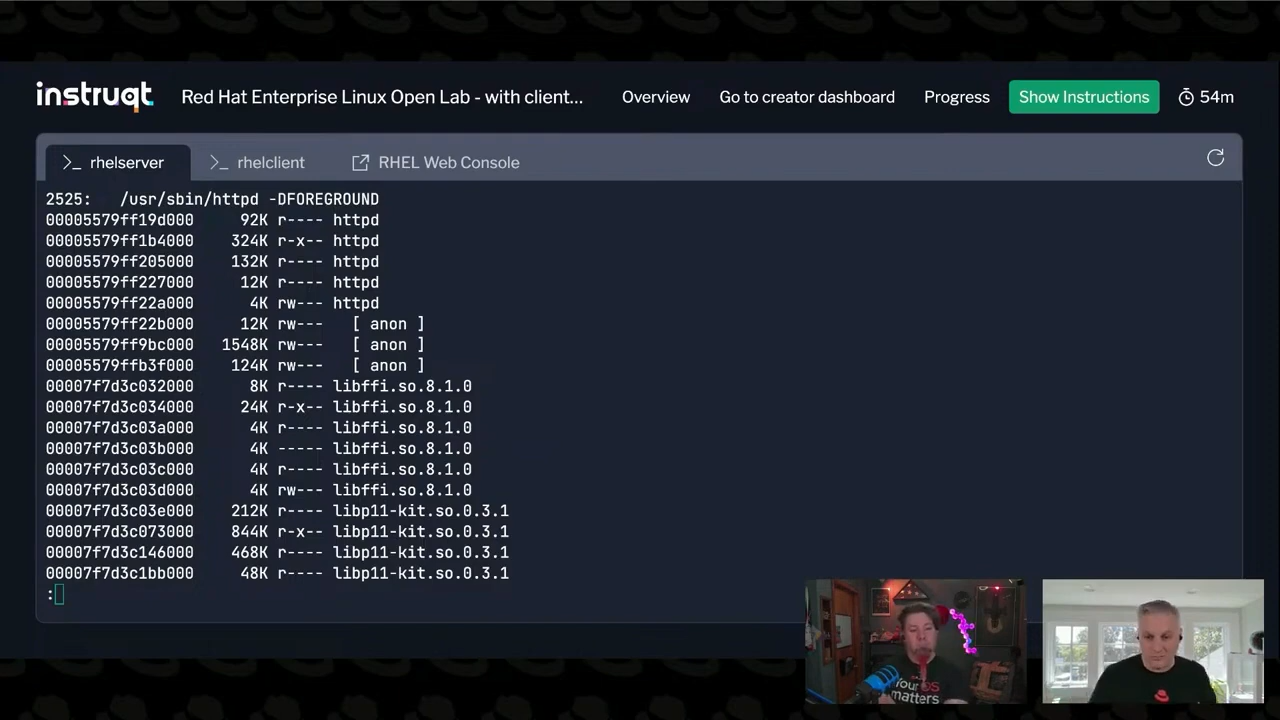 instruqt Red Hat Enterprise Linux Open Lab - with client... Overview Go to creator dashboard Progress Show Instructions 54m
>_ rhelserver >_ rhelclient RHEL Web Console
2525:   /usr/sbin/httpd -DFOREGROUND
00005579ff19d000     92K r---- httpd
00005579ff1b4000    324K r-x-- httpd
00005579ff205000    132K r---- httpd
00005579ff227000     12K r---- httpd
00005579ff22a000      4K rw--- httpd
00005579ff22b000     12K rw---   [ anon ]
00005579ff9bc000   1548K rw---   [ anon ]
00005579ffb3f000    124K rw---   [ anon ]
00007f7d3c032000      8K r---- libffi.so.8.1.0
00007f7d3c034000     24K r-x-- libffi.so.8.1.0
00007f7d3c03a000      4K r---- libffi.so.8.1.0
00007f7d3c03b000      4K ----- libffi.so.8.1.0
00007f7d3c03c000      4K r---- libffi.so.8.1.0
00007f7d3c03d000      4K rw--- libffi.so.8.1.0
00007f7d3c03e000    212K r---- libp11-kit.so.0.3.1
00007f7d3c073000    844K r-x-- libp11-kit.so.0.3.1
00007f7d3c146000    468K r---- libp11-kit.so.0.3.1
00007f7d3c1bb000     48K r---- libp11-kit.so.0.3.1
:
Your OS
matters